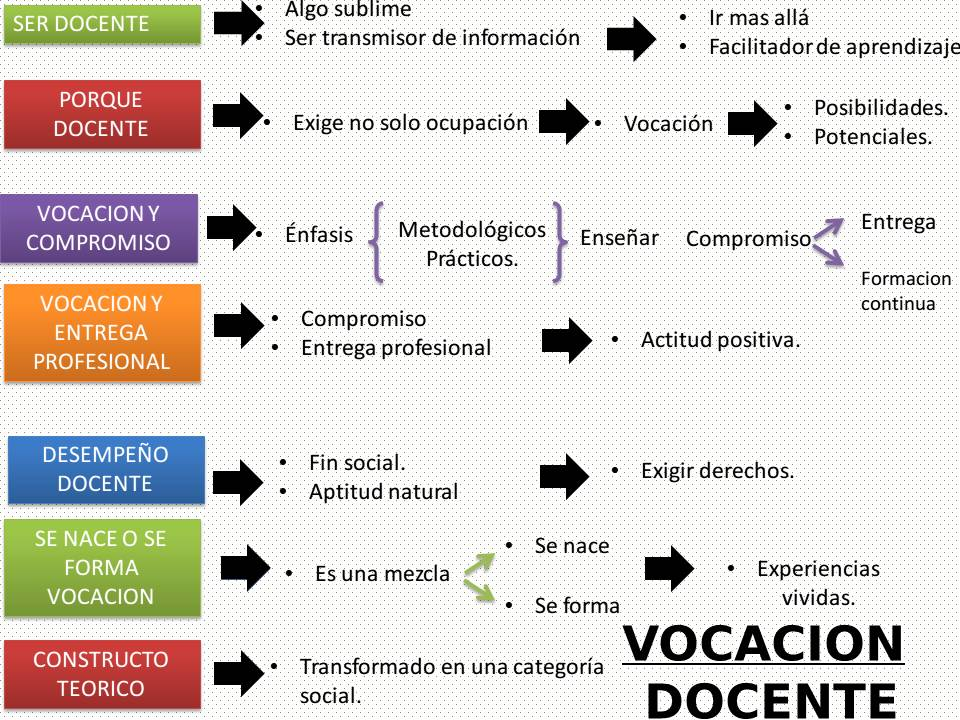 SER DOCENTE
Algo sublime
Ser transmisor de información
Ir mas allá
Facilitador de aprendizaje
PORQUE
DOCENTE
Exige no solo ocupación
Vocación
Posibilidades.
Potenciales.
VOCACION Y
COMPROMISO
Énfasis
Metodológicos
Prácticos.
Enseñar
Compromiso
Entrega
Formacion
continua
VOCACION Y
ENTREGA
PROFESIONAL
Compromiso
Entrega profesional
Actitud positiva.
DESEMPEÑO
DOCENTE
Fin social.
Aptitud natural
Exigir derechos.
SE NACE O SE
FORMA
VOCACION
Es una mezcla
Se nace
Se forma
Experiencias
vividas.
CONSTRUCTO
TEORICO
Transformado en una categoría
social.
VOCACION
DOCENTE